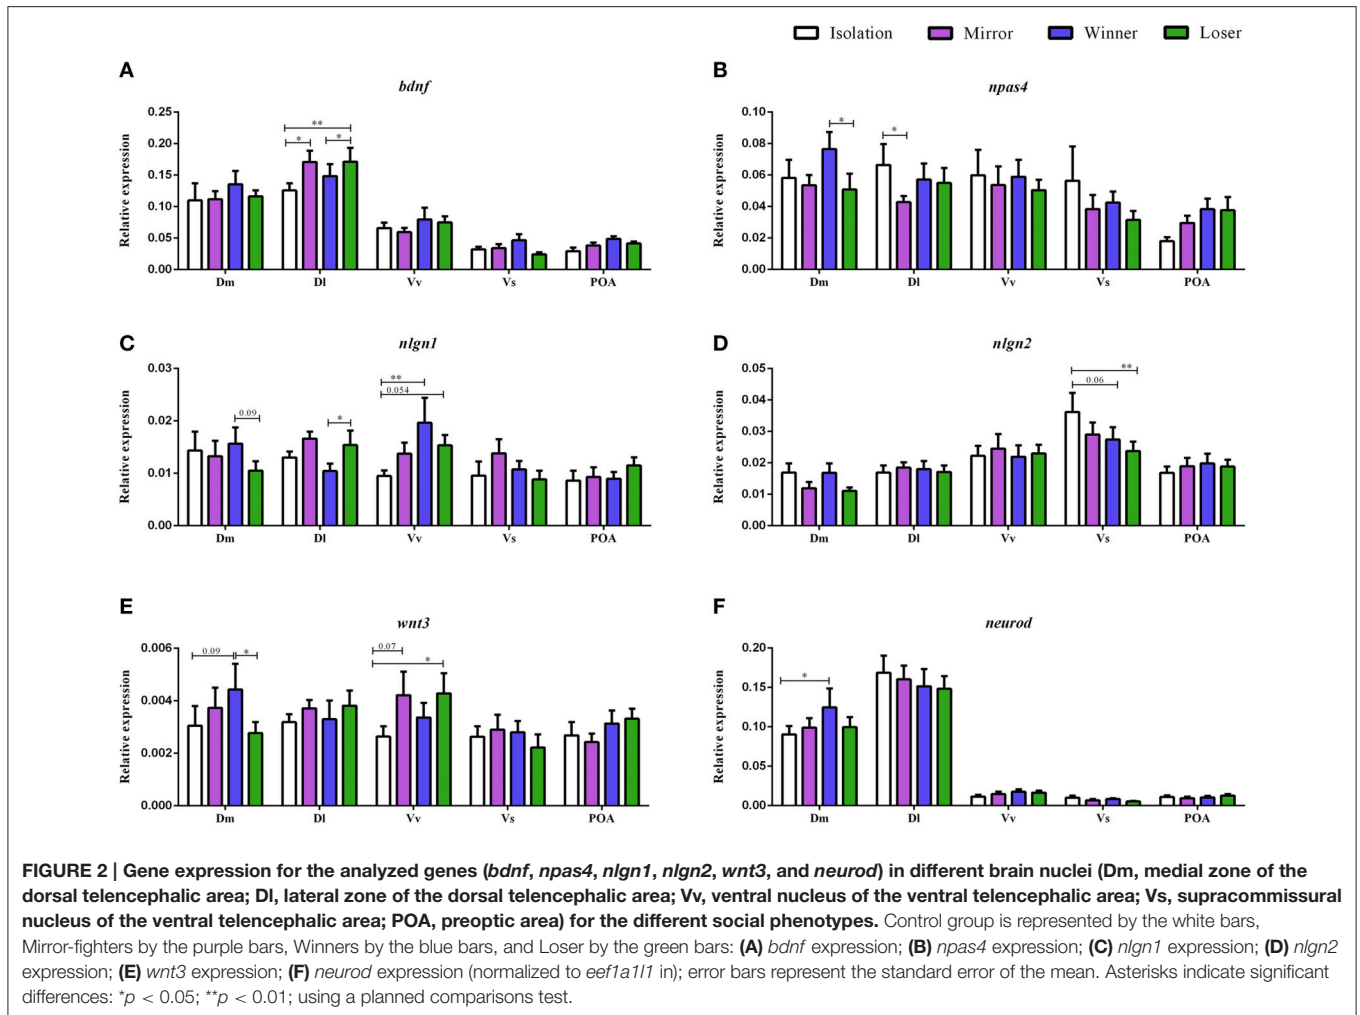 Isolation Mirror Winner Loser
A
bdnf
Relative expression
0.25
0.20
0.15
0.10
0.05
0.00
**
* *
Dm Dl Vv Vs POA
B
npas4
Relative expression
0.10
0.08
0.06
0.04
0.02
0.00
*
*
Dm Dl Vv Vs POA
C
nlgn1
Relative expression
0.03
0.02
0.01
0.00
0.09
*
**
0.054
Dm Dl Vv Vs POA
D
nlgn2
Relative expression
0.05
0.04
0.03
0.02
0.01
0.00
**
0.06
Dm Dl Vv Vs POA
E
wnt3
Relative expression
0.006
0.004
0.002
0.000
0.09 *
0.07
*
Dm Dl Vv Vs POA
F
neurod
Relative expression
0.20
0.15
0.10
0.05
0.00
*
Dm Dl Vv Vs POA
FIGURE 2 | Gene expression for the analyzed genes (bdnf, npas4, nlgn1, nlgn2, wnt3, and neurod) in different brain nuclei (Dm, medial zone of the
dorsal telencephalic area; Dl, lateral zone of the dorsal telencephalic area; Vv, ventral nucleus of the ventral telencephalic area; Vs, supracommissural
nucleus of the ventral telencephalic area; POA, preoptic area) for the different social phenotypes. Control group is represented by the white bars,
Mirror-fighters by the purple bars, Winners by the blue bars, and Loser by the green bars: (A) bdnf expression; (B) npas4 expression; (C) nlgn1 expression; (D) nlgn2
expression; (E) wnt3 expression; (F) neurod expression (normalized to eef1a1l1 in); error bars represent the standard error of the mean. Asterisks indicate significant
differences: *p < 0.05; **p < 0.01; using a planned comparisons test.